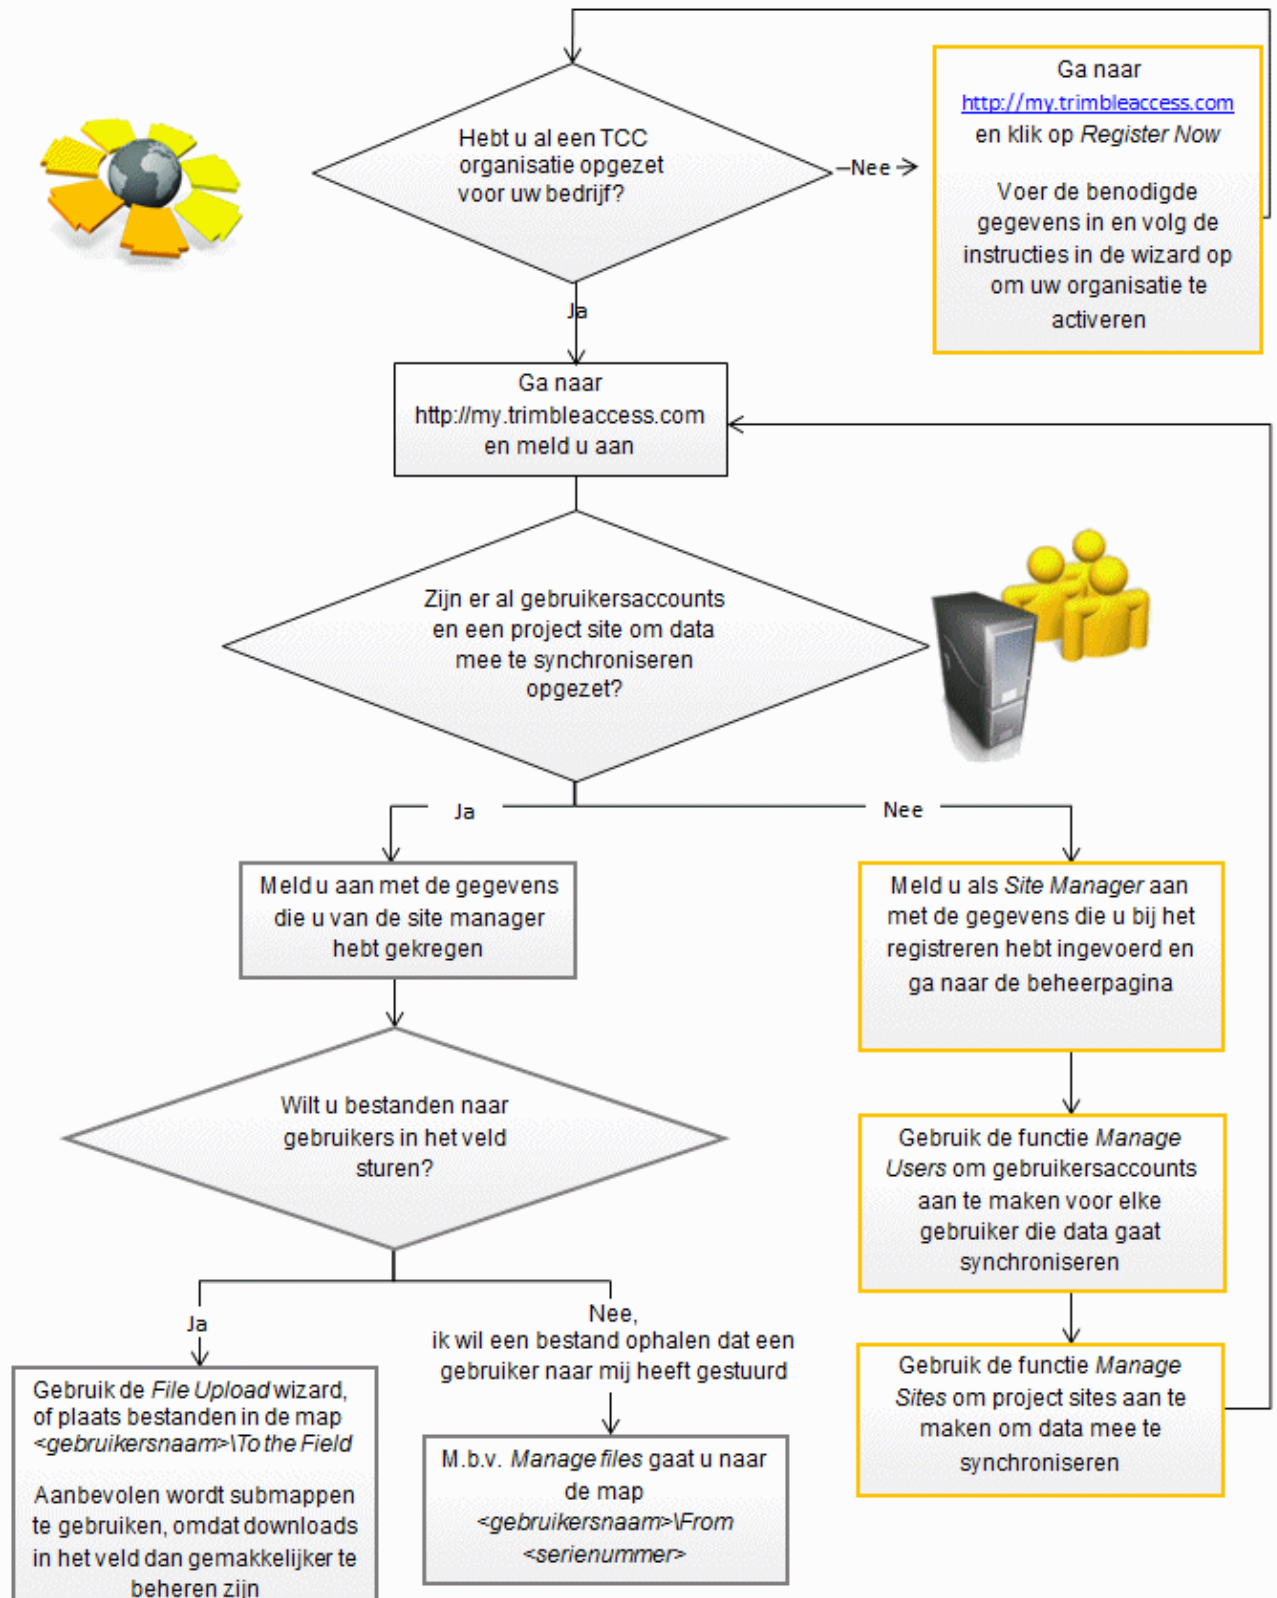 Hebt u al een TCC
organisatie opgezet
voor uw bedrijf?
Nee
Ga naar
http://my.trimbleaccess.com
en klik op Register Now
Voer de benodigde
gegevens in en volg de
instructies in de wizard op
om uw organisatie te
activeren
Ja
Ga naar
http://my.trimbleaccess.com
en meld u aan
Zijn er al gebruikersaccounts
en een project site om data
mee te synchroniseren
opgezet?
Ja
Nee
Meld u aan met de gegevens
die u van de site manager
hebt gekregen
Meld u als Site Manager aan
met de gegevens die u bij het
registreren hebt ingevoerd en
ga naar de beheerpagina
Wilt u bestanden naar
gebruikers in het veld
sturen?
Gebruik de functie Manage
Users om gebruikersaccounts
aan te maken voor elke
gebruiker die data gaat
synchroniseren
Ja
Nee,
ik wil een bestand ophalen dat een
gebruiker naar mij heeft gestuurd
Gebruik de functie Manage
Sites om project sites aan te
maken om data mee te
synchroniseren
Gebruik de File Upload wizard,
of plaats bestanden in de map
<gebruikersnaam>\To the Field
Aanbevolen wordt submappen
te gebruiken, omdat downloads
in het veld dan gemakkelijker te
beheren zijn
M.b.v. Manage files gaat u naar
de map
<gebruikersnaam>\From
<serienummer>